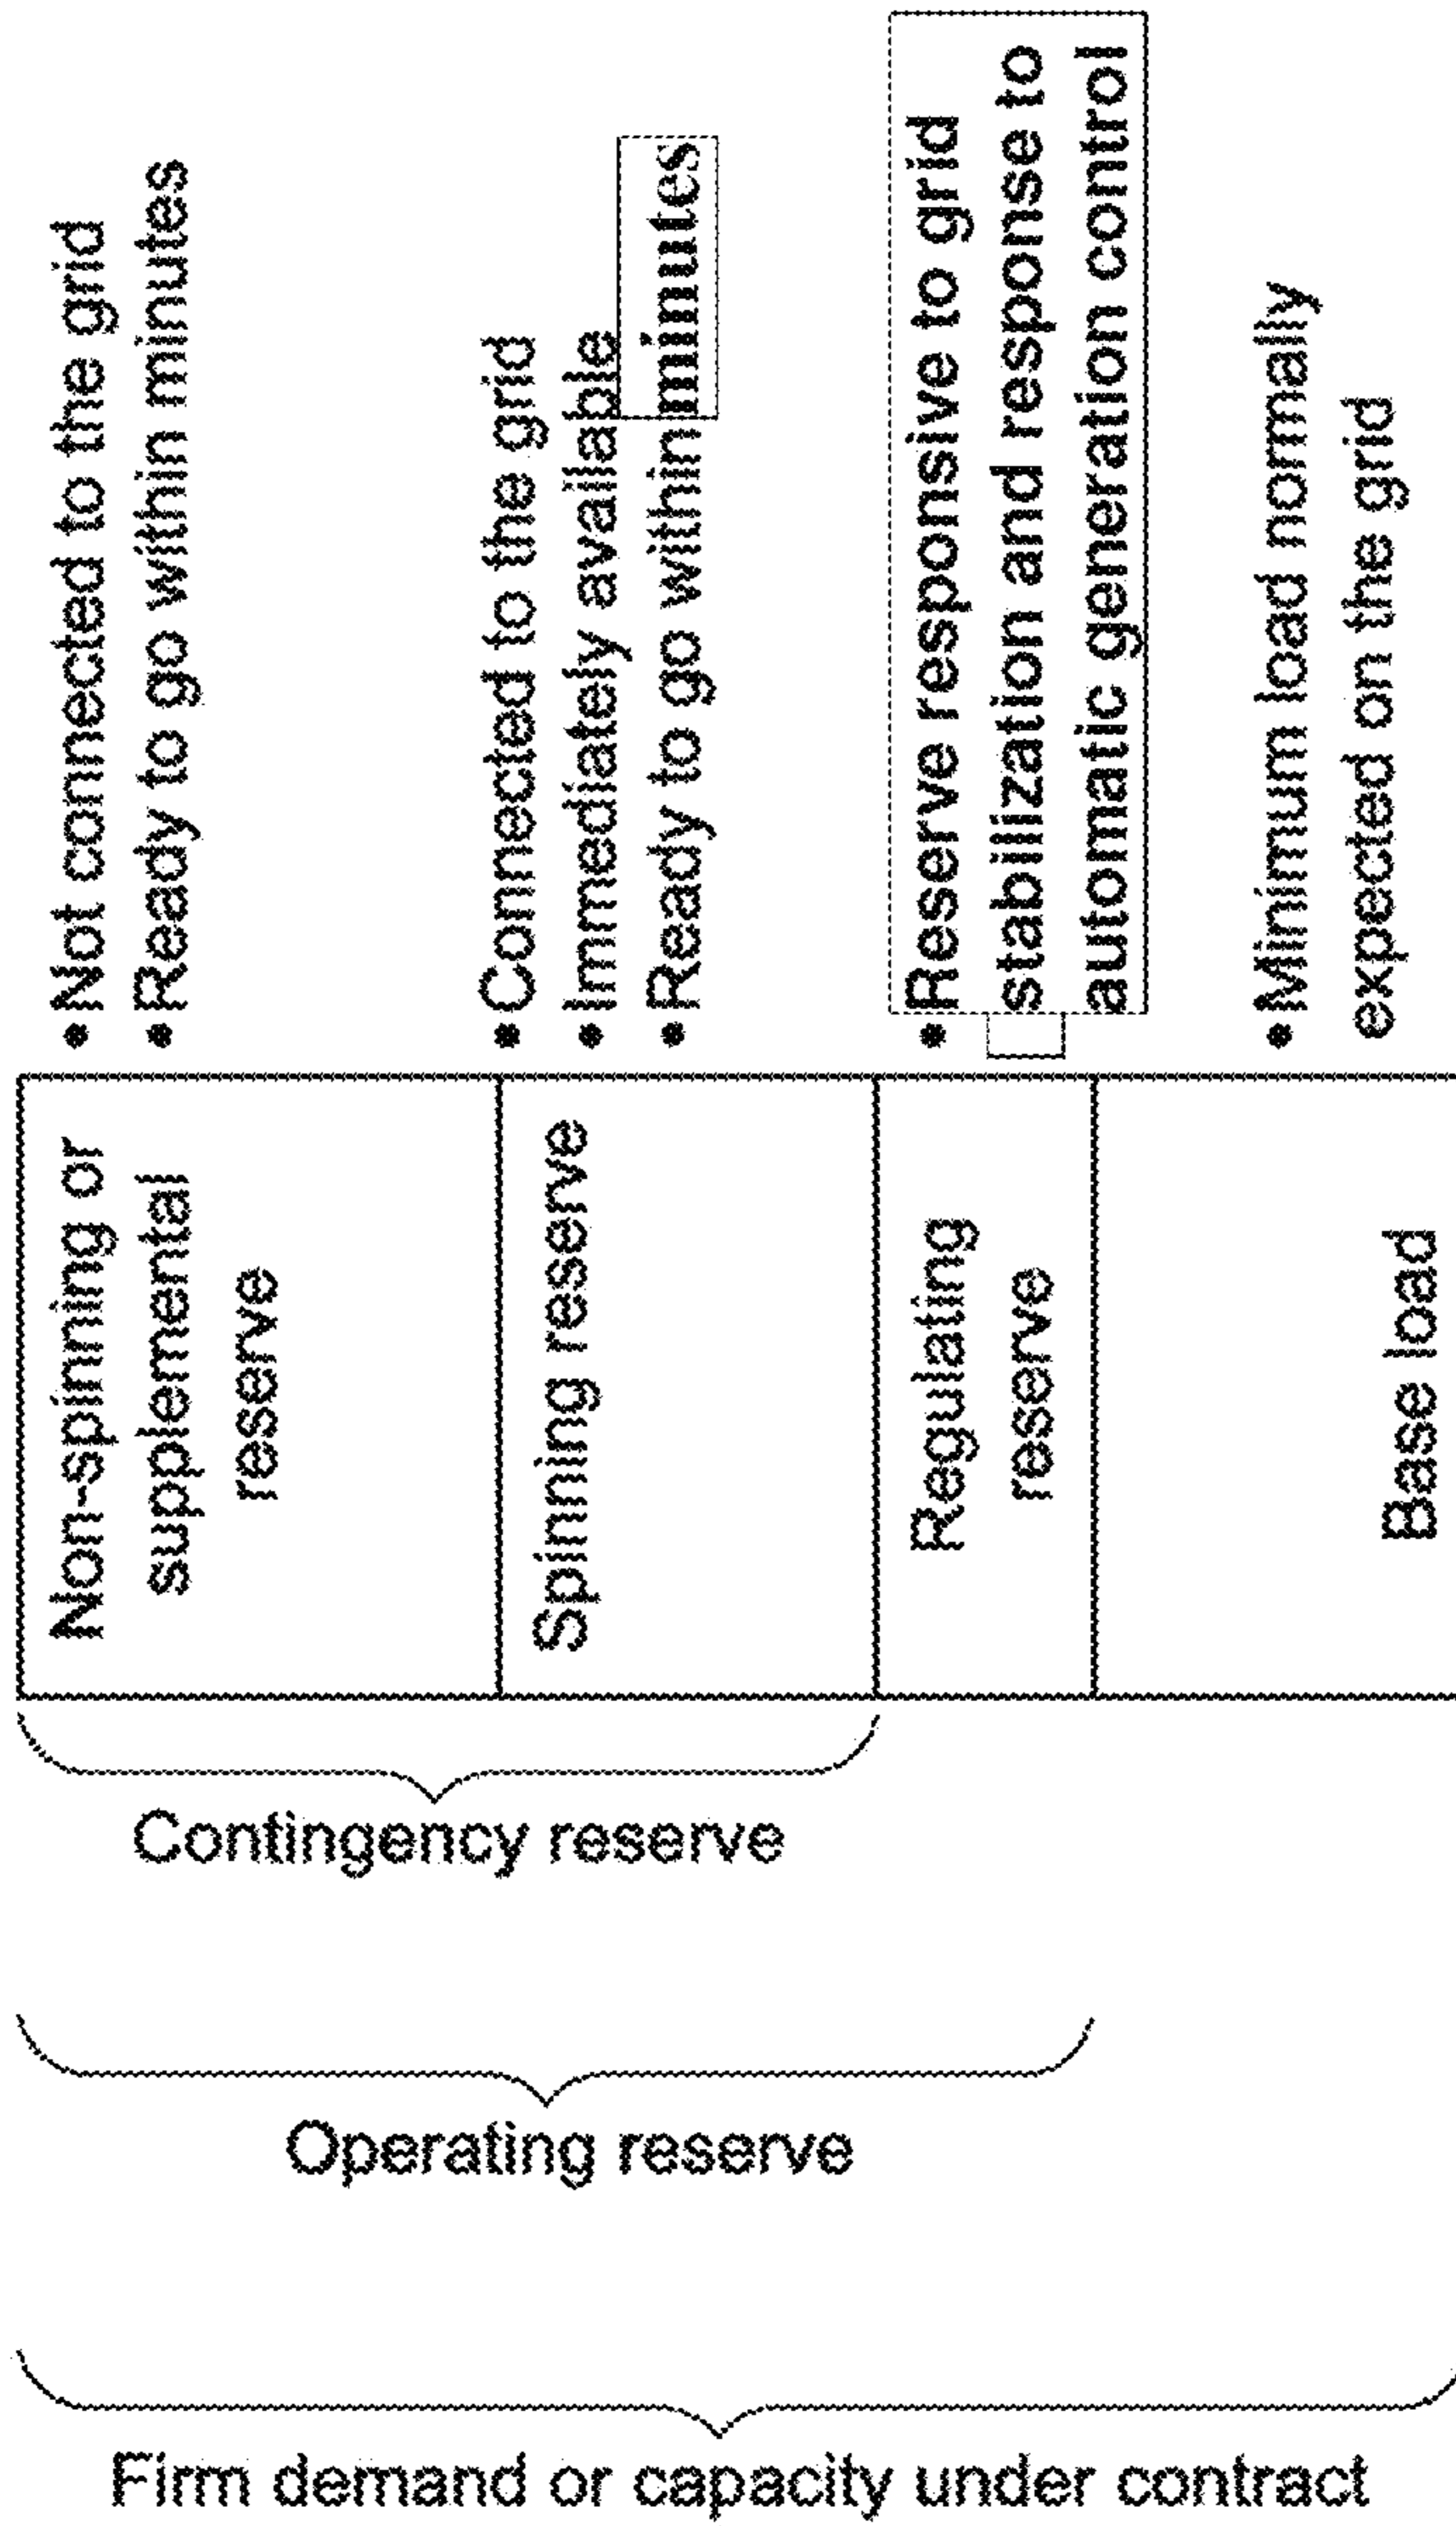 Non-spinning or
supplemental
reserve
• Not connected to the grid
• Ready to go within minutes
Spinning reserve
• Connected to the grid
• Immediately available
• Ready to go within minutes
Regulating
reserve
• Reserve responsive to grid
stabilization and response to
automatic generation control
Base load
• Minimum load normally
expected on the grid
Contingency reserve
Operating reserve
Firm demand or capacity under contract